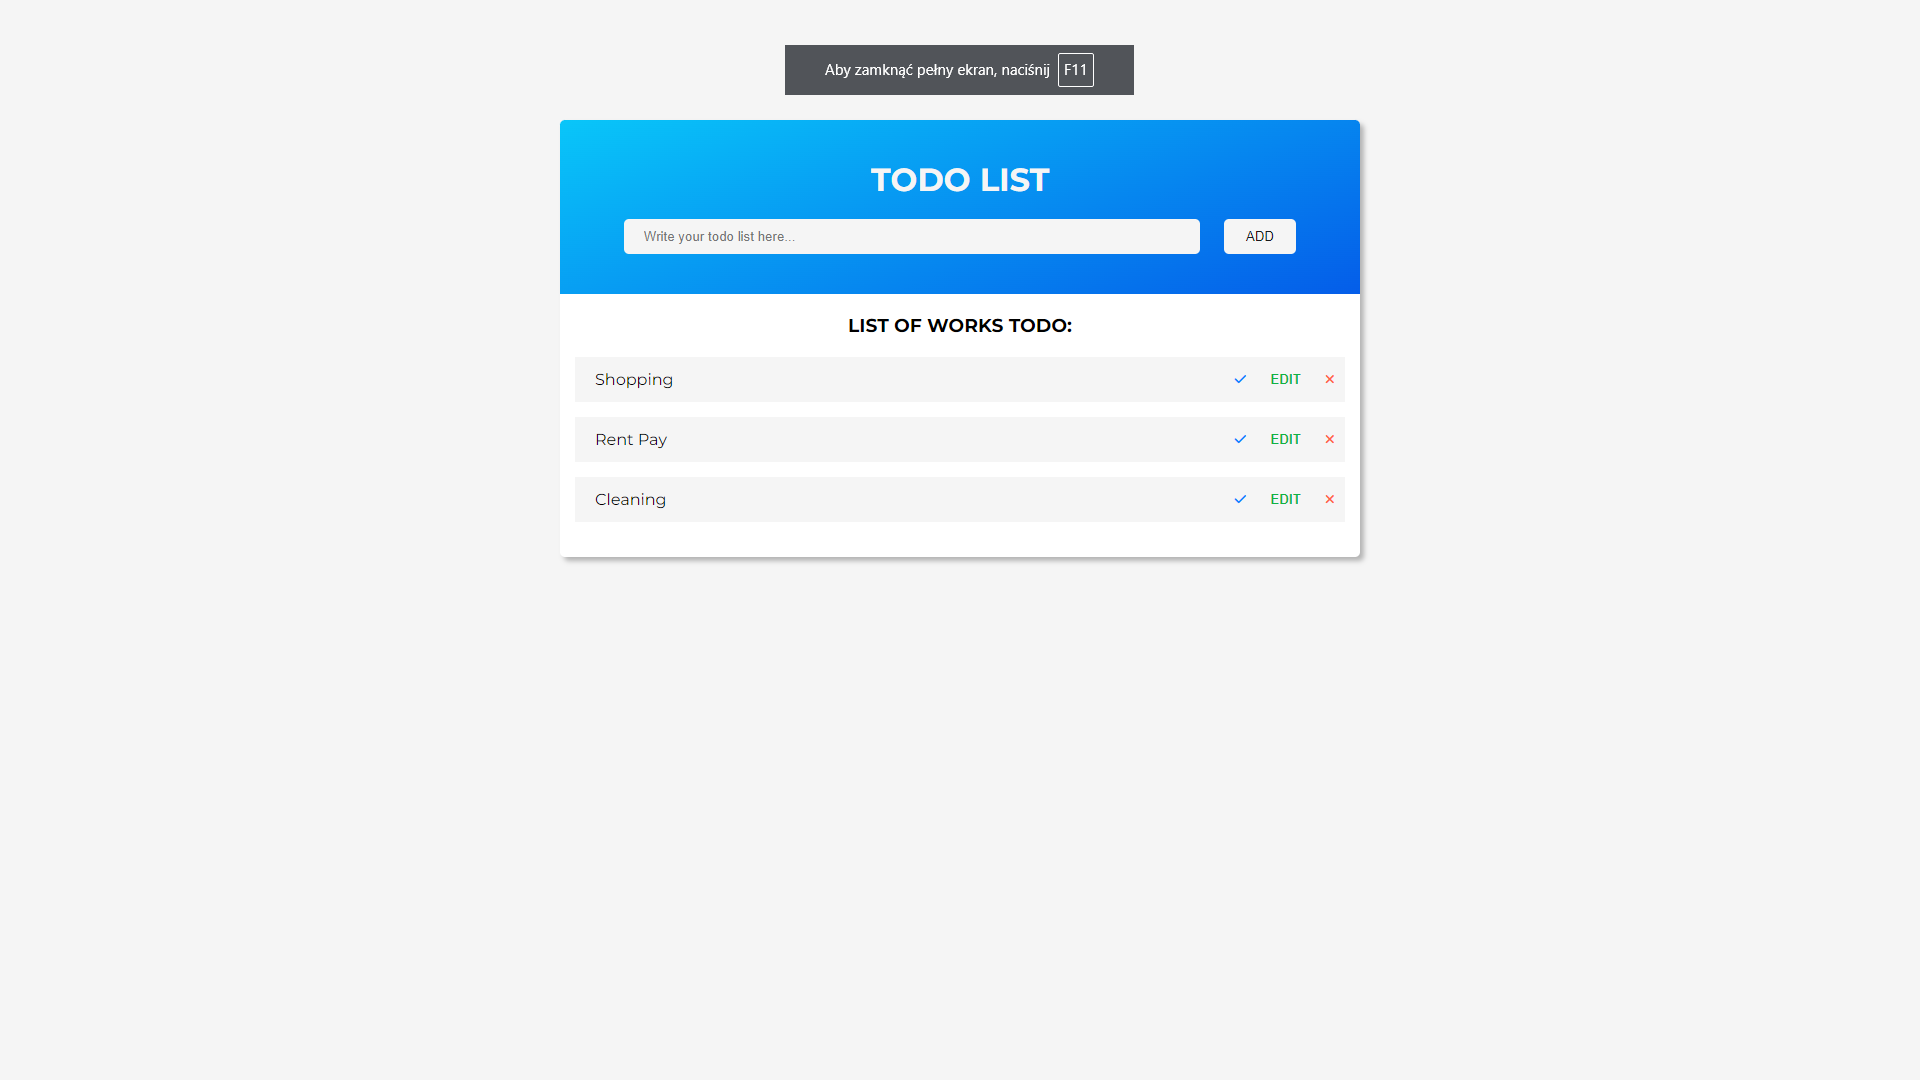 Aby zamknąć pełny ekran, naciśnij F11
TODO LIST
Write your todo list here...
ADD
LIST OF WORKS TODO:
Shopping EDIT
Rent Pay EDIT
Cleaning EDIT